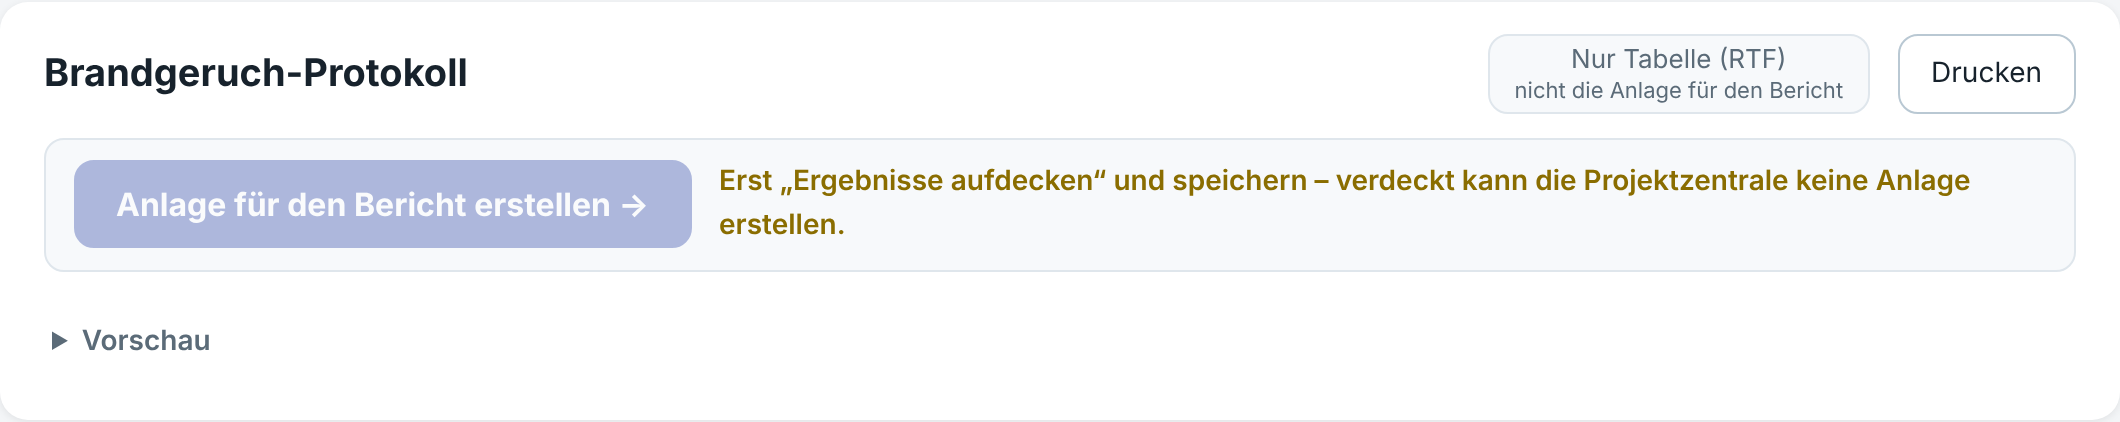 Brandgeruch-Protokoll
Nur Tabelle (RTF)
nicht die Anlage für den Bericht
Drucken
Anlage für den Bericht erstellen →
Erst „Ergebnisse aufdecken“ und speichern – verdeckt kann die Projektzentrale keine Anlage
erstellen.
▶ Vorschau